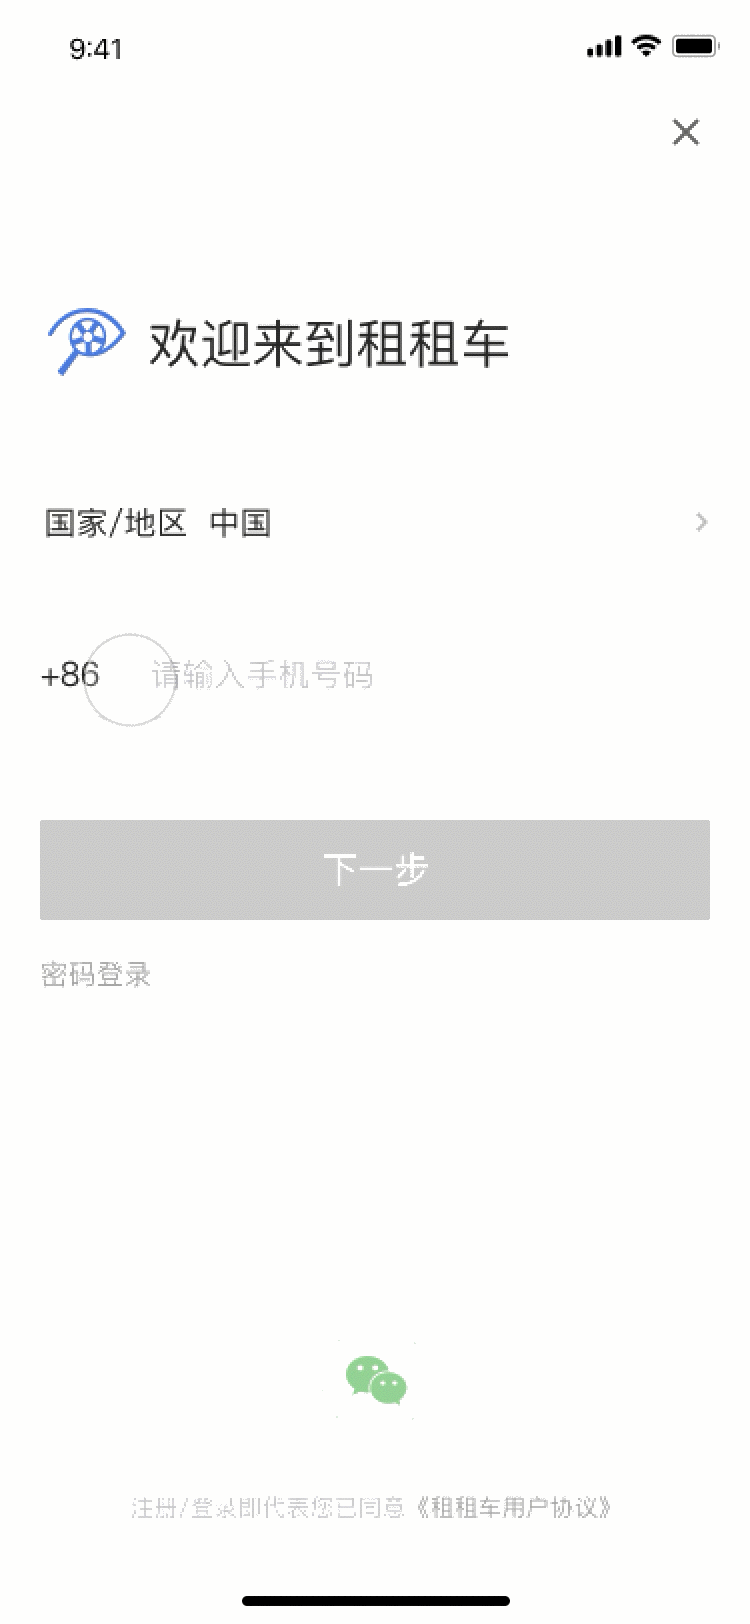 9:41
欢迎来到租租车
国家/地区 中国
+86 请输入手机号码
下一步
密码登录
注册/登录即代表您已同意《租租车用户协议》